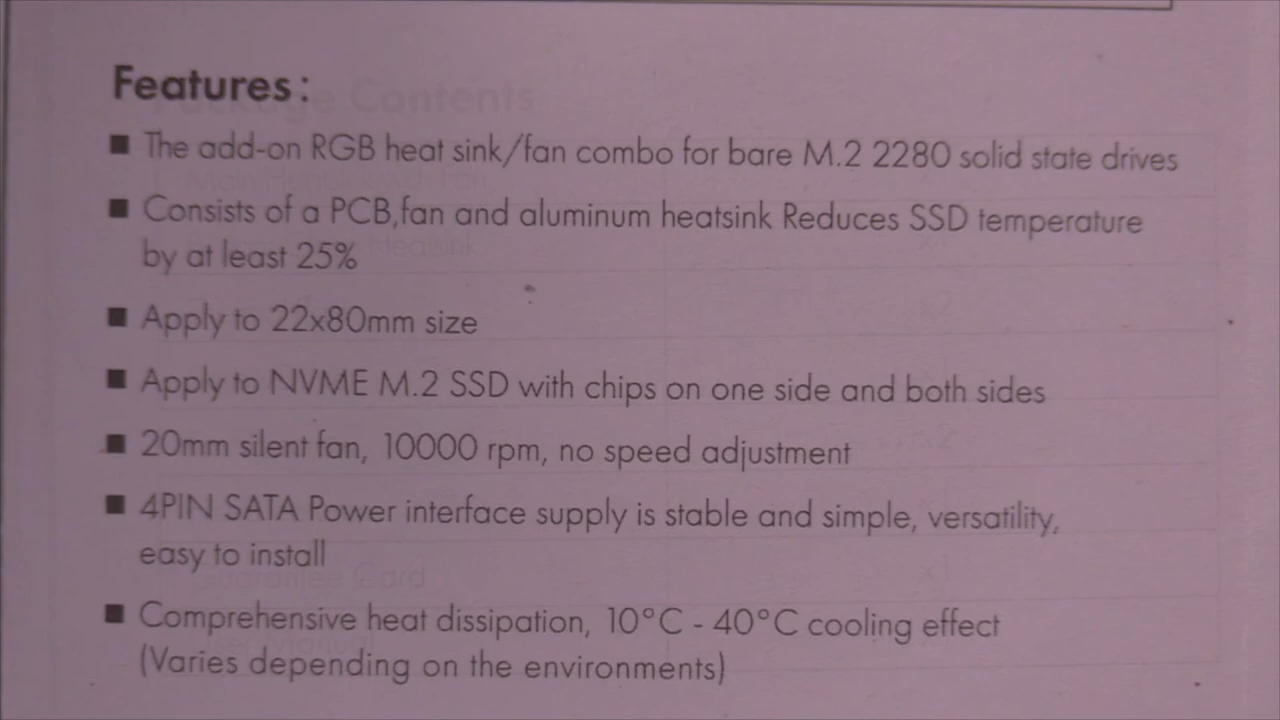 Features:
■ The add-on RGB heat sink/fan combo for bare M.2 2280 solid state drives
■ Consists of a PCB,fan and aluminum heatsink Reduces SSD temperature
by at least 25%
■ Apply to 22x80mm size
■ Apply to NVME M.2 SSD with chips on one side and both sides
■ 20mm silent fan, 10000 rpm, no speed adjustment
■ 4PIN SATA Power interface supply is stable and simple, versatility,
easy to install
■ Comprehensive heat dissipation, 10°C - 40°C cooling effect
(Varies depending on the environments)